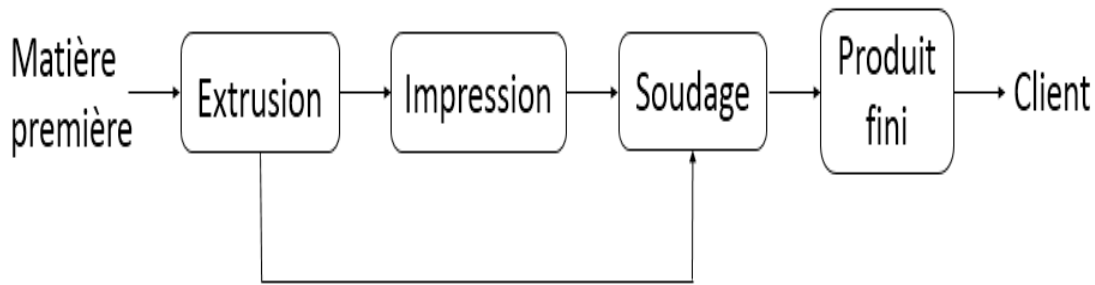 Matière
première
Extrusion
Impression
Soudage
Produit
fini
Client